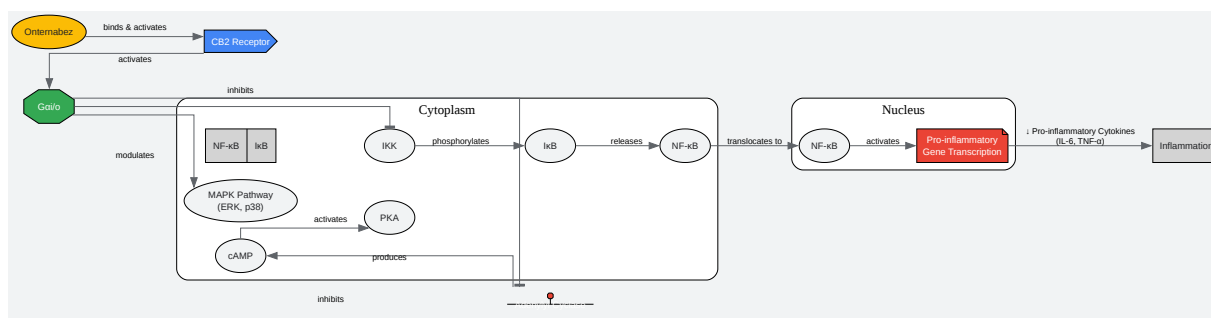 Onternabez
binds & activates
CB2 Receptor
activates
Gαi/o
inhibits
Cytoplasm
Nucleus
modulates
NF-κB
IκB
IKK
phosphorylates
IκB
releases
NF-κB
translocates to
NF-κB
activates
Pro-inflammatory
Gene Transcription
↓ Pro-inflammatory Cytokines
(IL-6, TNF-α)
Inflammation
MAPK Pathway
(ERK, p38)
activates
PKA
cAMP
produces
inhibits